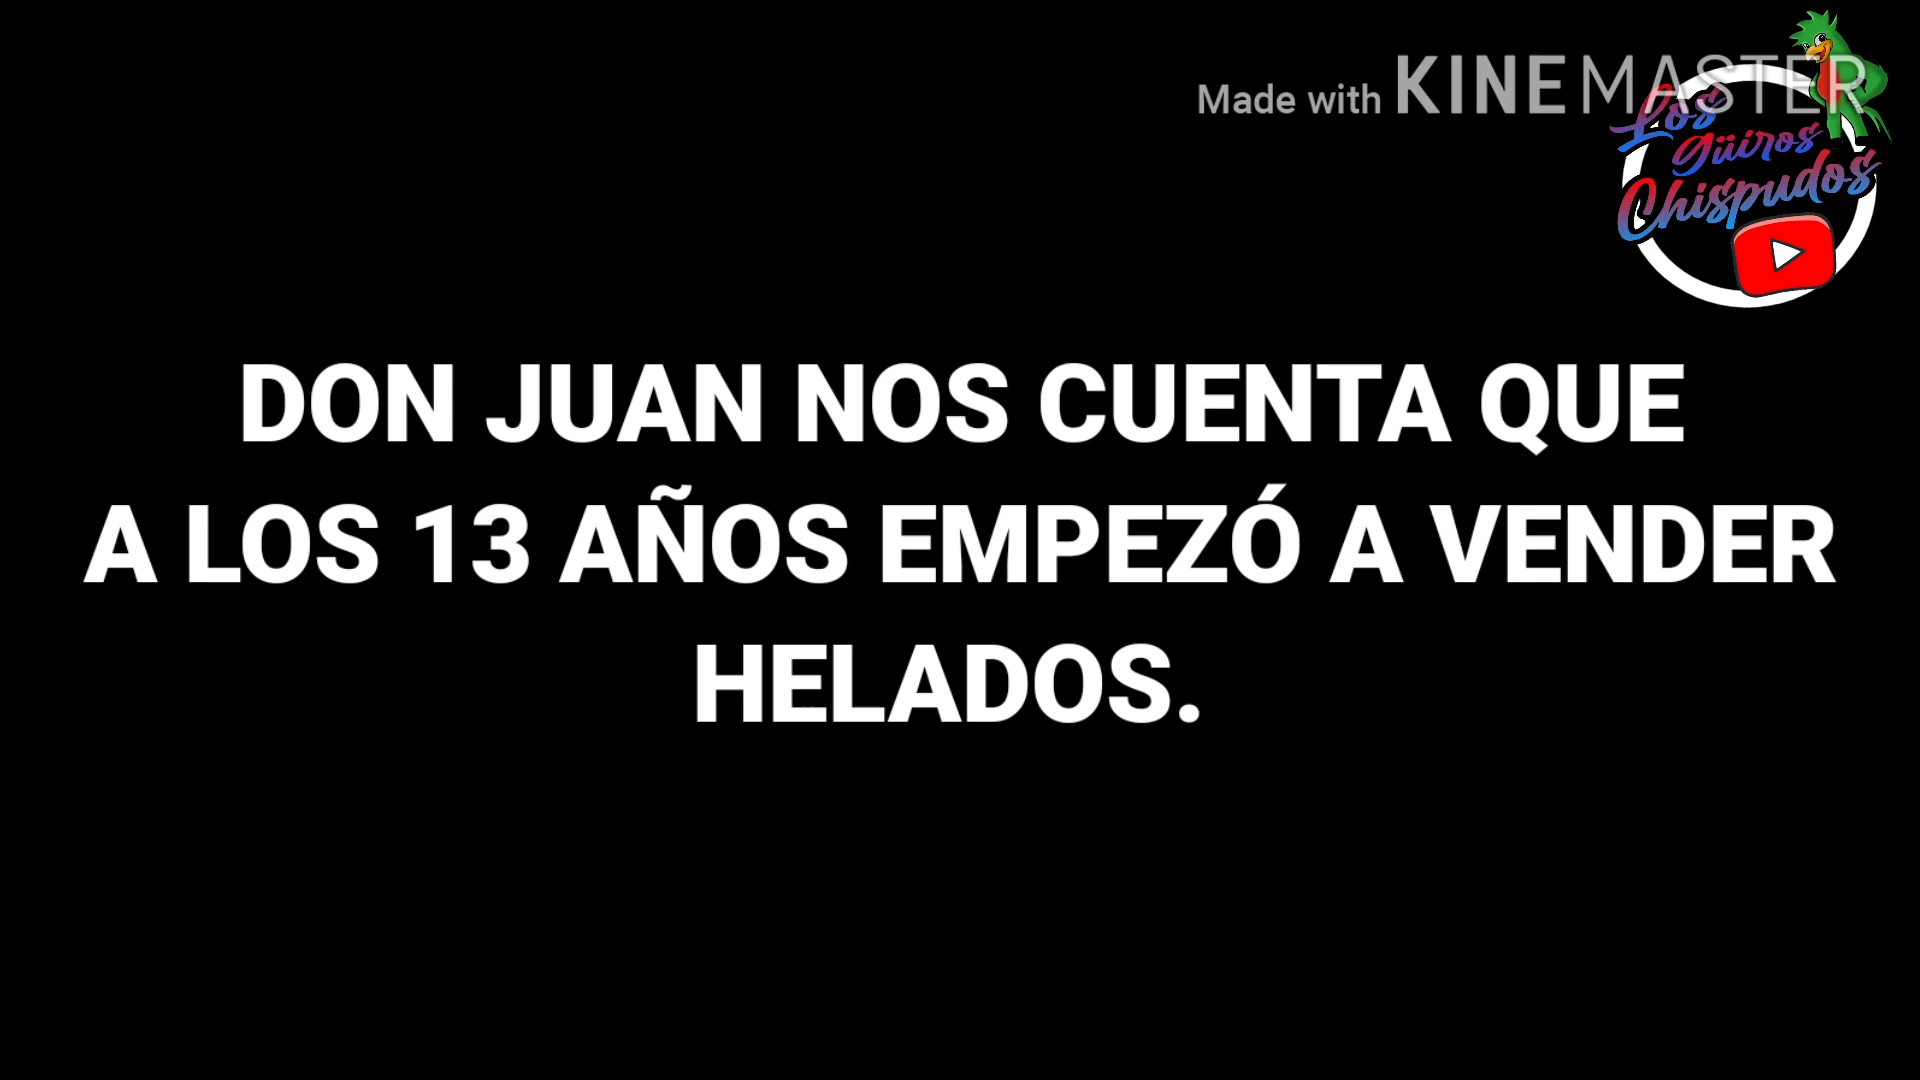 Made with KINEMASTER
Los
güiros
Chispudos
DON JUAN NOS CUENTA QUE
A LOS 13 AÑOS EMPEZÓ A VENDER
HELADOS.